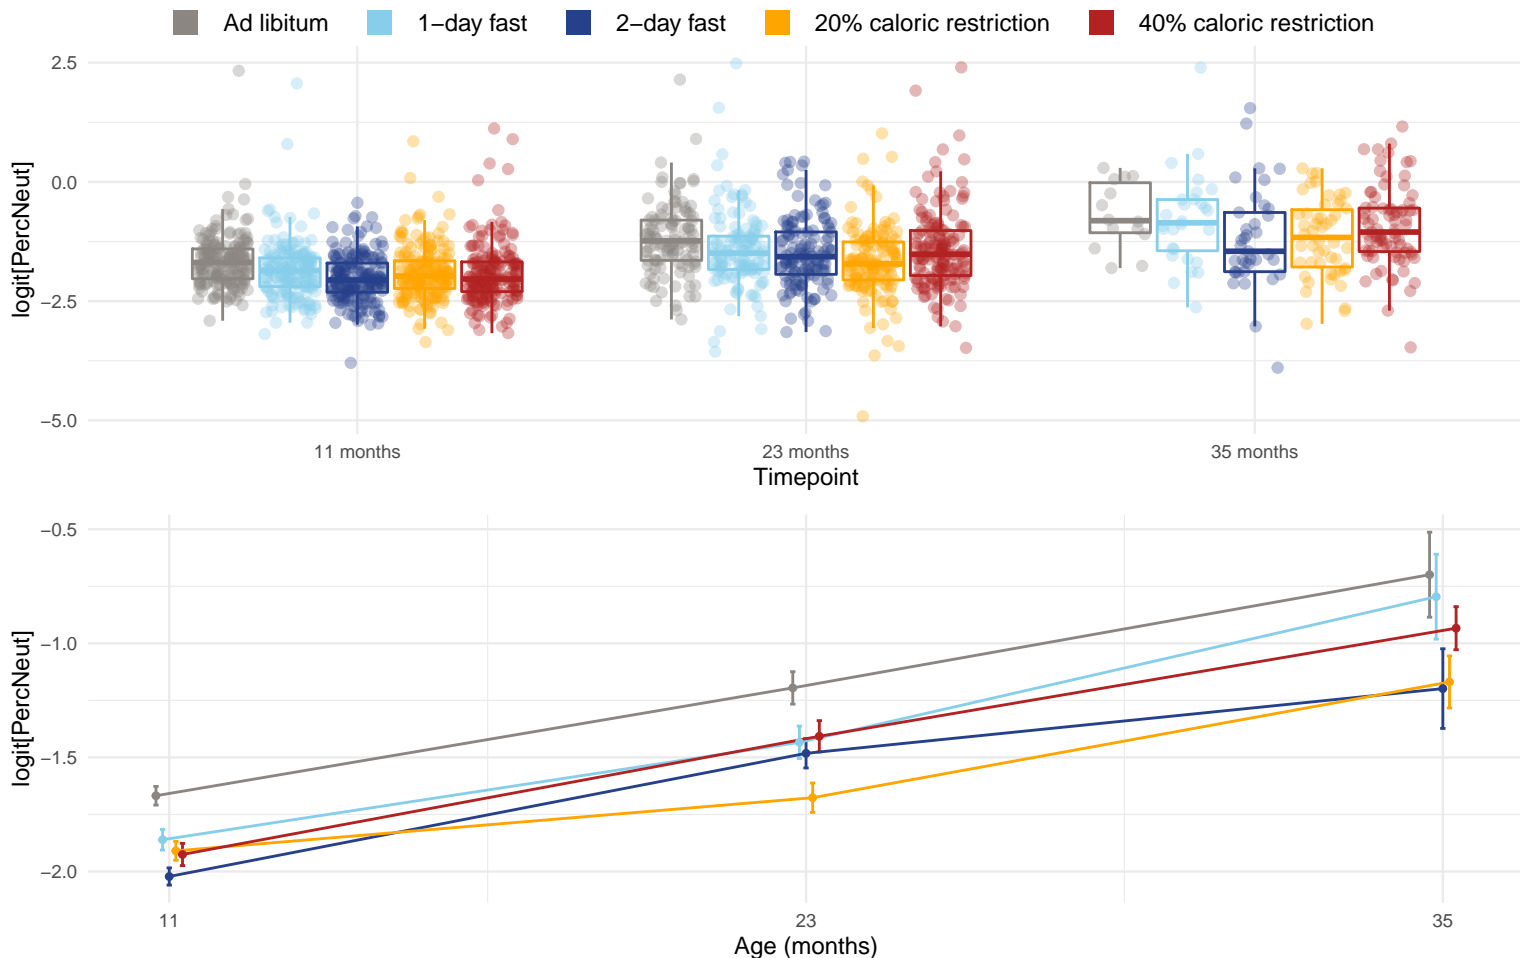 Ad libitum 1−day fast 2−day fast 20% caloric restriction 40% caloric restriction
2.5
0.0
−2.5
−5.0
logit[PercNeut]
11 months 23 months 35 months
Timepoint
−0.5
−1.0
−1.5
−2.0
logit[PercNeut]
11 23 35
Age (months)